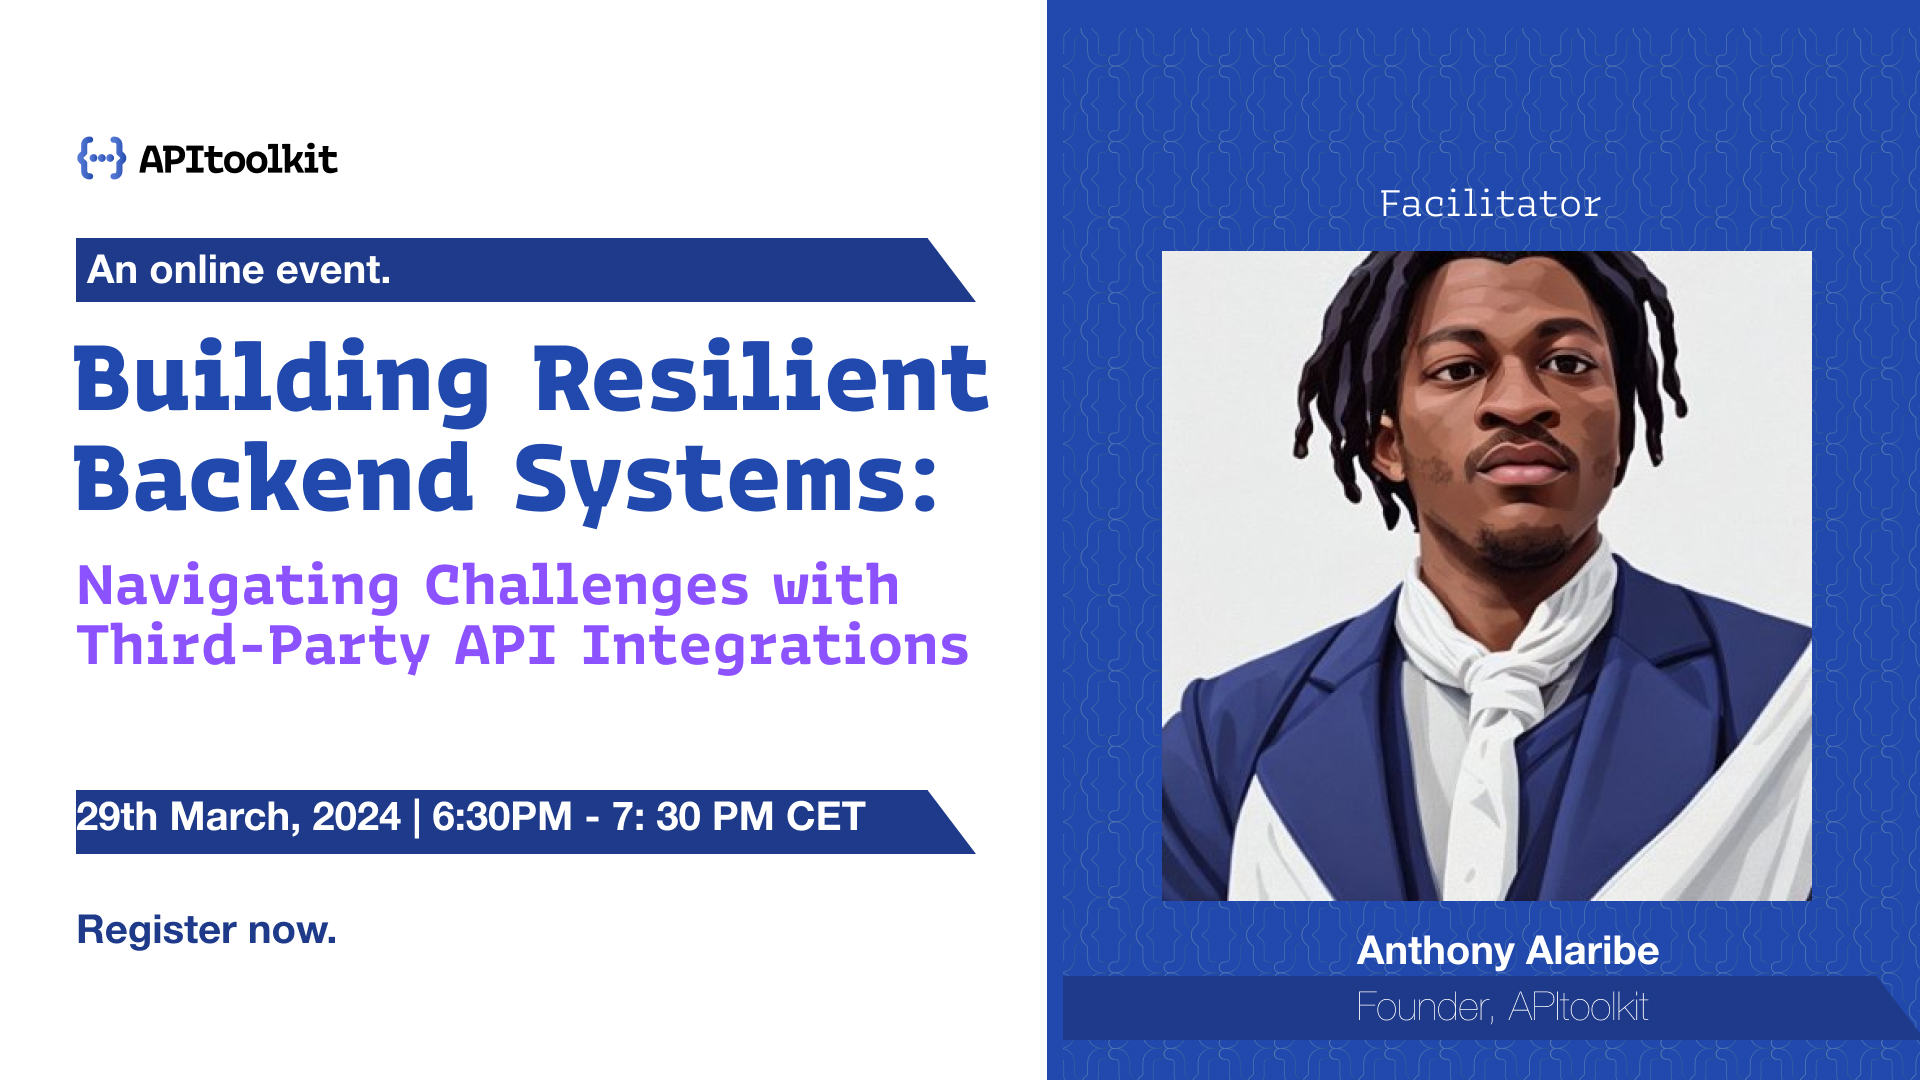 APItoolkit
An online event.
Building Resilient
Backend Systems:
Navigating Challenges with
Third-Party API Integrations
29th March, 2024 | 6:30PM - 7: 30 PM CET
Register now.
Facilitator
Anthony Alaribe
Founder, APItoolkit